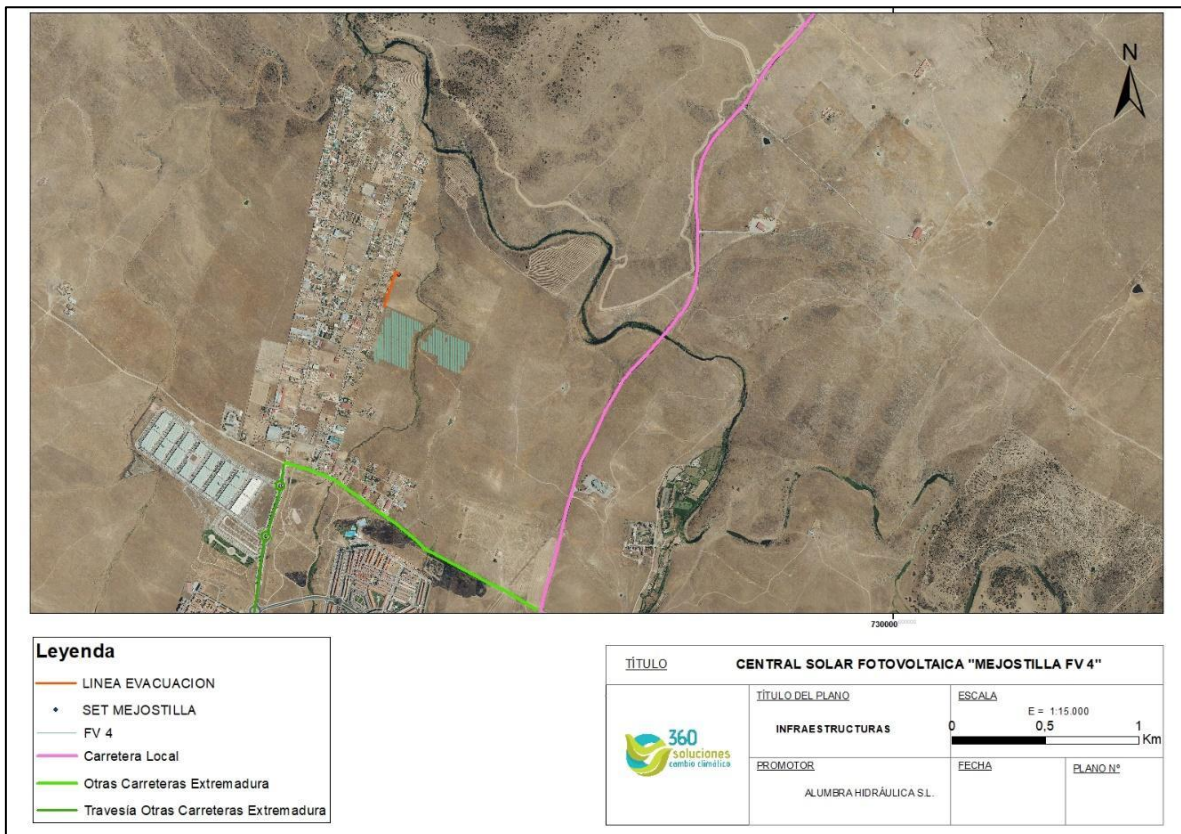 N
730000
Leyenda
LINEA EVACUACION
SET MEJOSTILLA
FV 4
Carretera Local
Otras Carreteras Extremadura
Travesía Otras Carreteras Extremadura
TÍTULO
CENTRAL SOLAR FOTOVOLTAICA "MEJOSTILLA FV 4"
360
soluciones
cambio climático
TÍTULO DEL PLANO
INFRAESTRUCTURAS
ESCALA
E = 1:15.000
0 0,5 1
Km
PROMOTOR
ALUMBRA HIDRÁULICA S.L.
FECHA
PLANO Nº